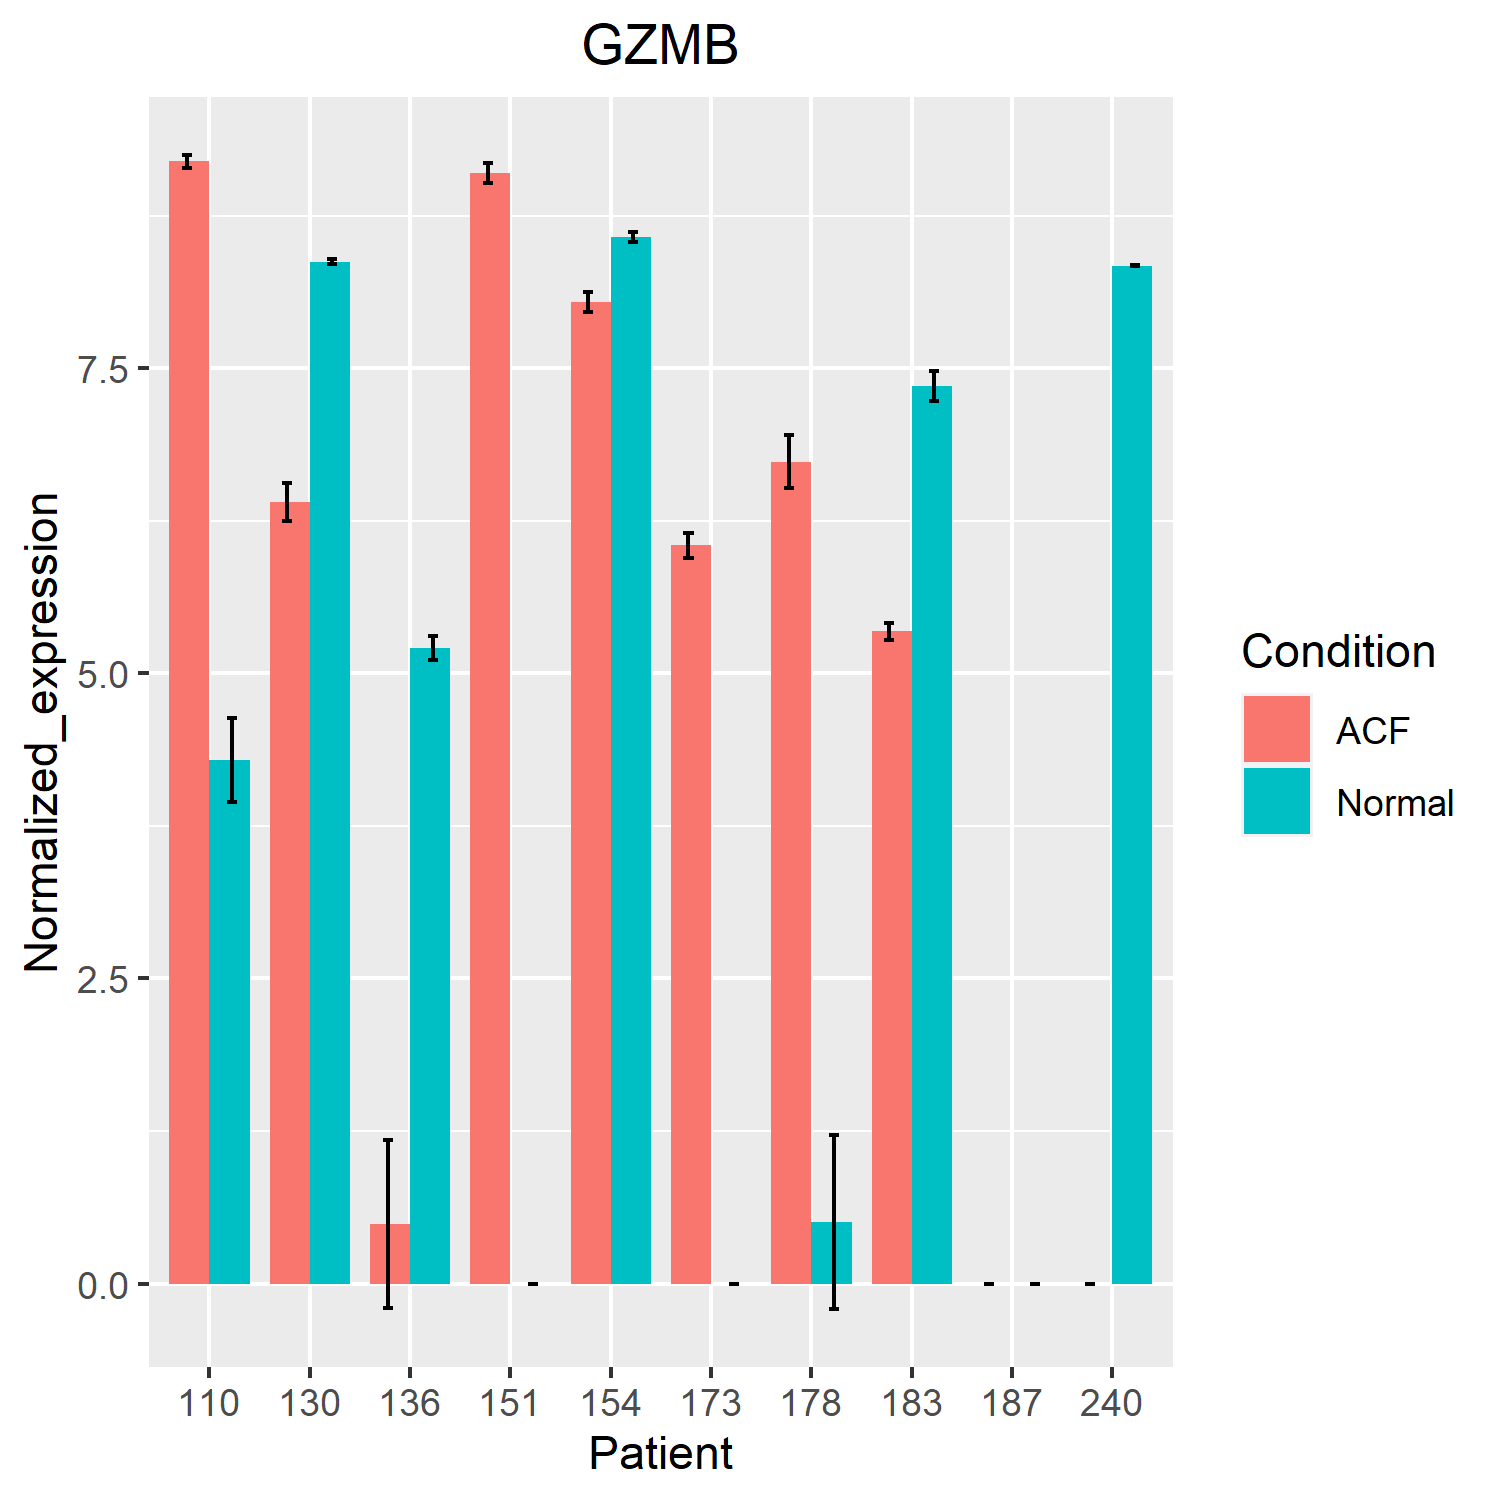 GZMB
Normalized_expression
7.5
5.0
2.5
0.0
110 130 136 151 154 173 178 183 187 240
Patient
Condition
ACF
Normal